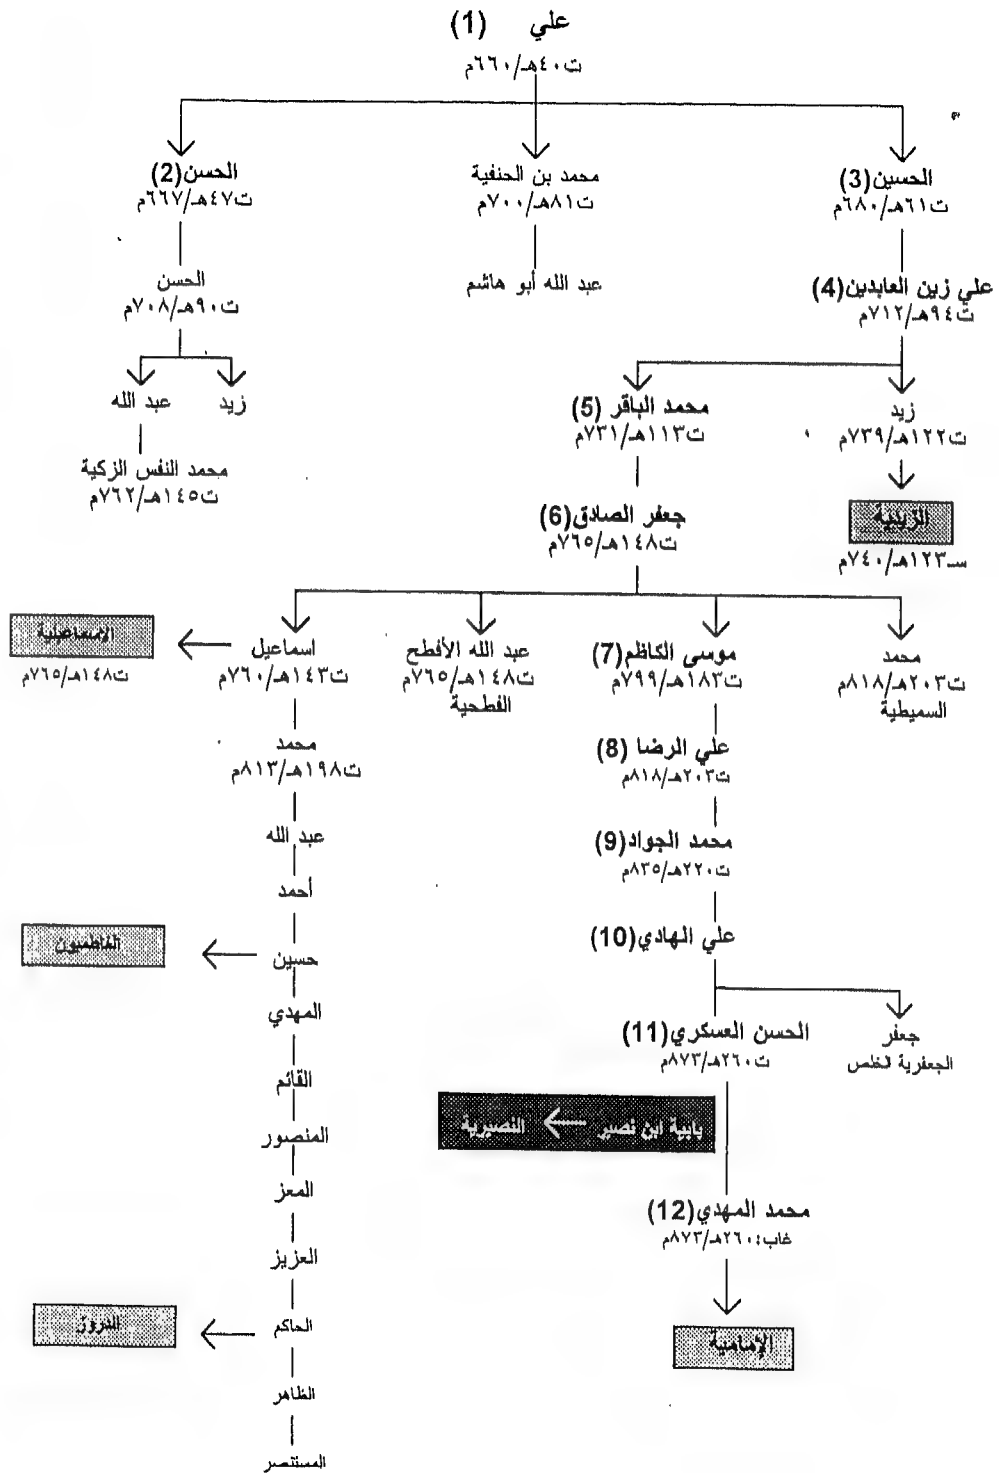 علي (1)
ت٤٠هـ/٦٦٠م
الحسين(3)
ت٦١هـ/٦٨٠م
محمد بن الحنفية
ت٨١هـ/٧٠٠م
الحسن(2)
ت٤٧هـ/٦٦٧م
علي زين العابدين(4)
ت٩٤هـ/٧١٢م
عبد الله أبو هاشم
الحسن
ت٩٠هـ/٧٠٨م
زيد
ت١٢٢هـ/٧٣٩م
محمد الباقر (5)
ت١١٣هـ/٧٣١م
زيد
عبد الله
محمد النفس الزكية
ت١٤٥هـ/٧٦٢م
الزيدية
سـ١٢٣هـ/٧٤٠م
جعفر الصادق(6)
ت١٤٨هـ/٧٦٥م
محمد
ت٢٠٣هـ/٨١٨م
السميطية
موسى الكاظم(7)
ت١٨٣هـ/٧٩٩م
عبد الله الأفطح
ت١٤٨هـ/٧٦٥م
الفطحية
اسماعيل
ت١٤٣هـ/٧٦٠م
الإسماعيلية
ت١٤٨هـ/٧٦٥م
علي الرضا (8)
ت٢٠٣هـ/٨١٨م
محمد
ت١٩٨هـ/٨١٣م
محمد الجواد(9)
ت٢٢٠هـ/٨٣٥م
عبد الله
أحمد
علي الهادي(10)
حسين
الفاطميون
جعفر
الجعفرية الخلص
الحسن العسكري(11)
ت٢٦٠هـ/٨٧٣م
المهدي
القائم
بابية ابن نصير
النصيرية
المنصور
المعز
محمد المهدي(12)
غاب:٢٦٠هـ/٨٧٣م
العزيز
الحاكم
الدروز
الإمامية
الظاهر
المستنصر